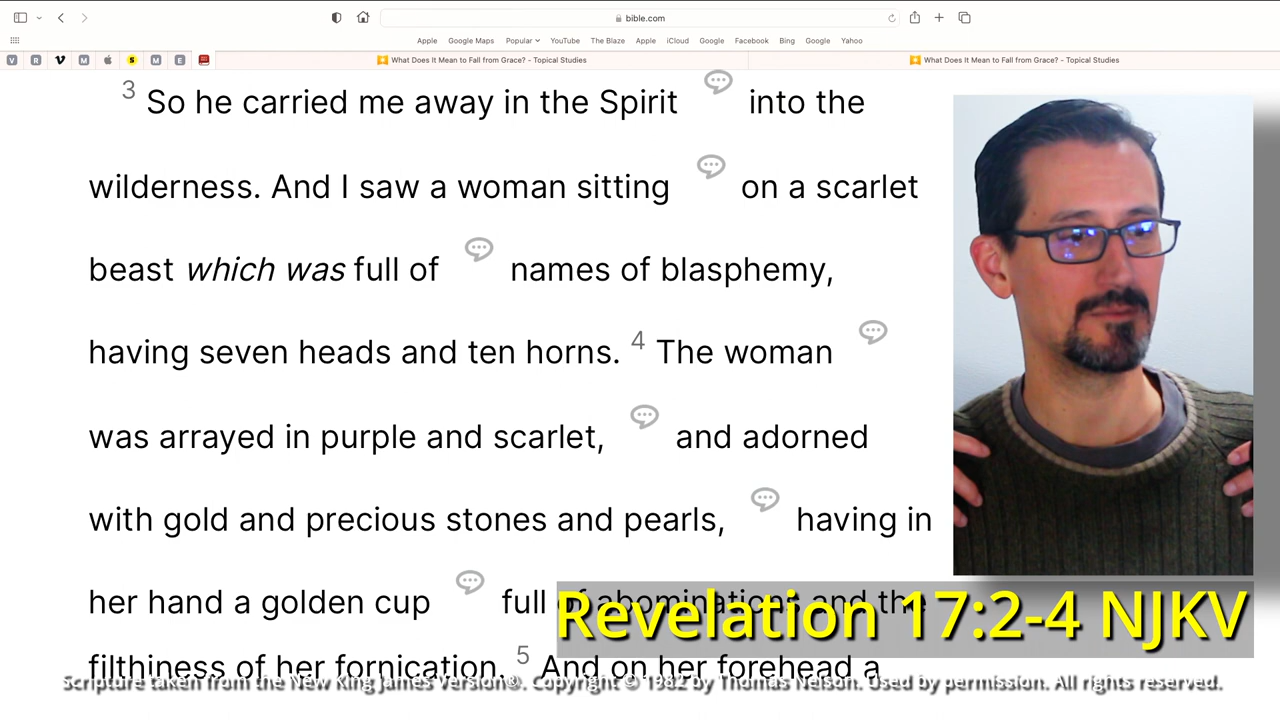 bible.com
Apple Google Maps Popular YouTube The Blaze Apple iCloud Google Facebook Bing Google Yahoo
V R M S M E What Does It Mean to Fall from Grace? - Topical Studies What Does It Mean to Fall from Grace? - Topical Studies
3 So he carried me away in the Spirit into the
wilderness. And I saw a woman sitting on a scarlet
beast which was full of names of blasphemy,
having seven heads and ten horns. 4 The woman
was arrayed in purple and scarlet, and adorned
with gold and precious stones and pearls, having in
her hand a golden cup full of abominations and the
Revelation 17:2-4 NJKV
filthiness of her fornication. 5 And on her forehead a
Scripture taken from the New King James Version®. Copyright © 1982 by Thomas Nelson. Used by permission. All rights reserved.